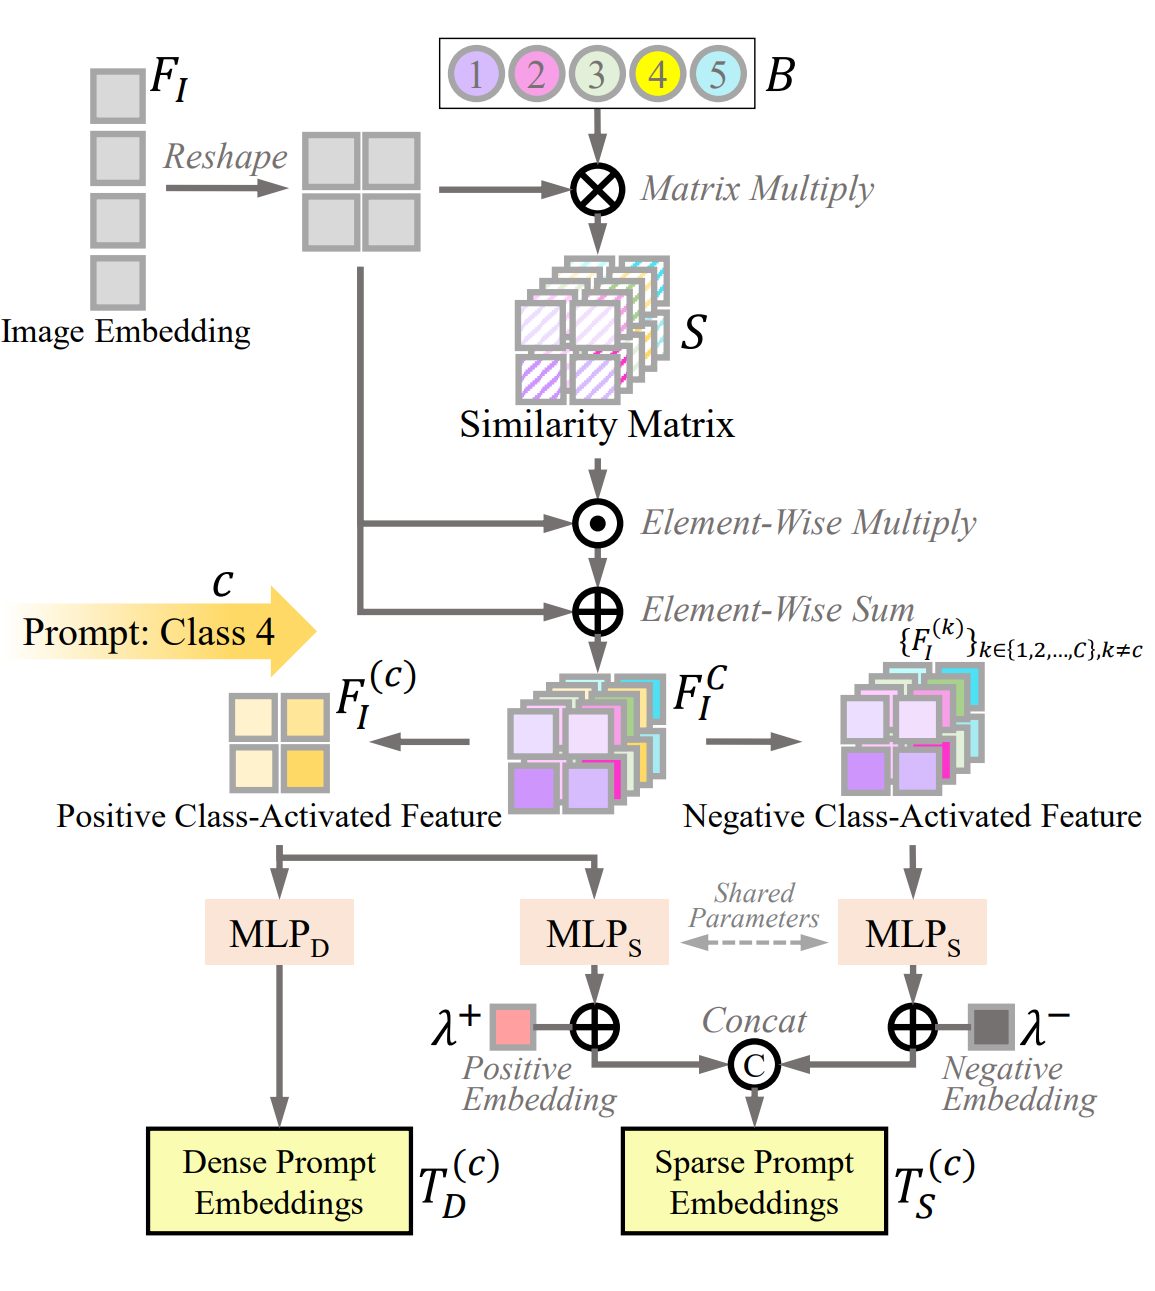 F_I
1 2 3 4 5 B
Reshape
Matrix Multiply
Image Embedding
S
Similarity Matrix
Element-Wise Multiply
c
Prompt: Class 4
Element-Wise Sum
{F_I^(k)}_k∈{1,2,...,C},k≠c
F_I^(c)
F_I^C
Positive Class-Activated Feature
Negative Class-Activated Feature
MLP_D
MLP_S
Shared
Parameters
MLP_S
λ⁺
Positive
Embedding
Concat
C
λ⁻
Negative
Embedding
Dense Prompt
Embeddings
T_D^(c)
Sparse Prompt
Embeddings
T_S^(c)